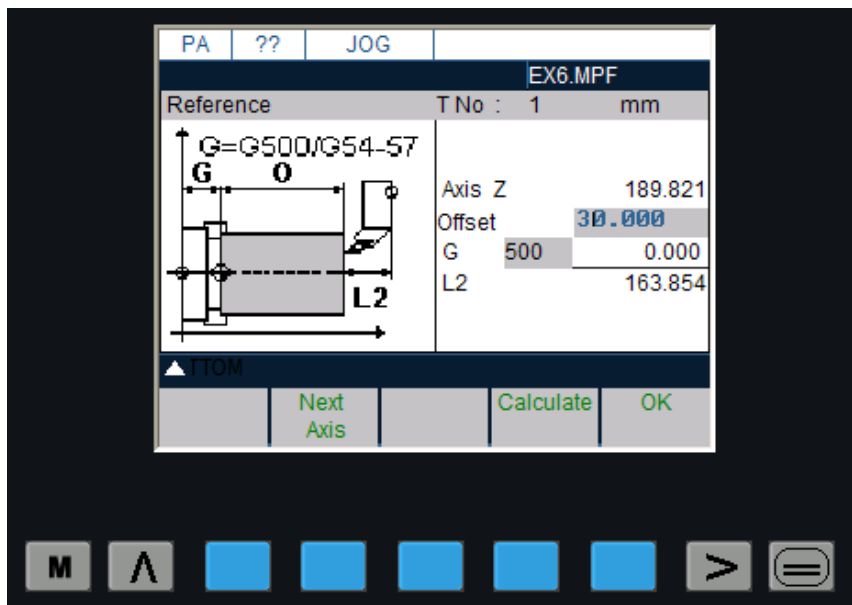 PA ?? JOG
EX6.MPF
Reference T No : 1 mm
G=G500/G54-57
G O
Axis Z 189.821
Offset 30.000
G 500 0.000
L2 163.854
L2
TTOM
Next Axis
Calculate
OK
M Λ > =